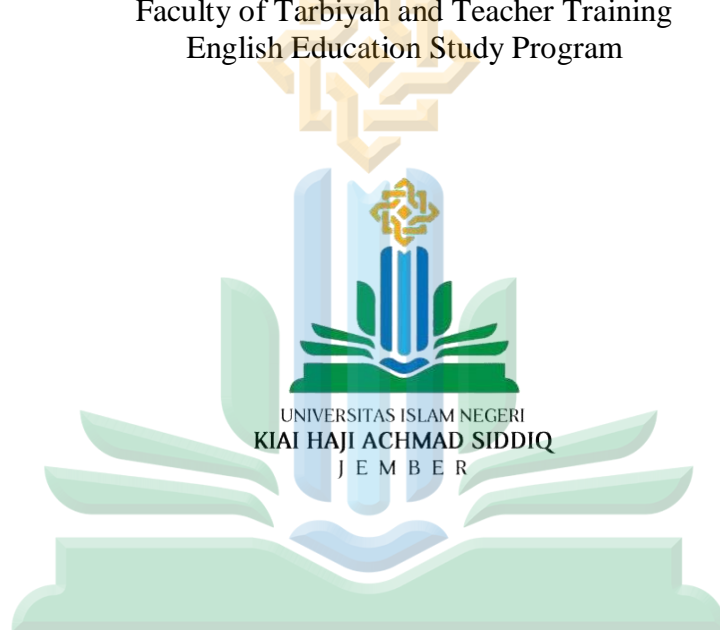 Faculty of Tarbiyah and Teacher Training
English Education Study Program
UNIVERSITAS ISLAM NEGERI
KIAI HAJI ACHMAD SIDDIQ
JEMBER